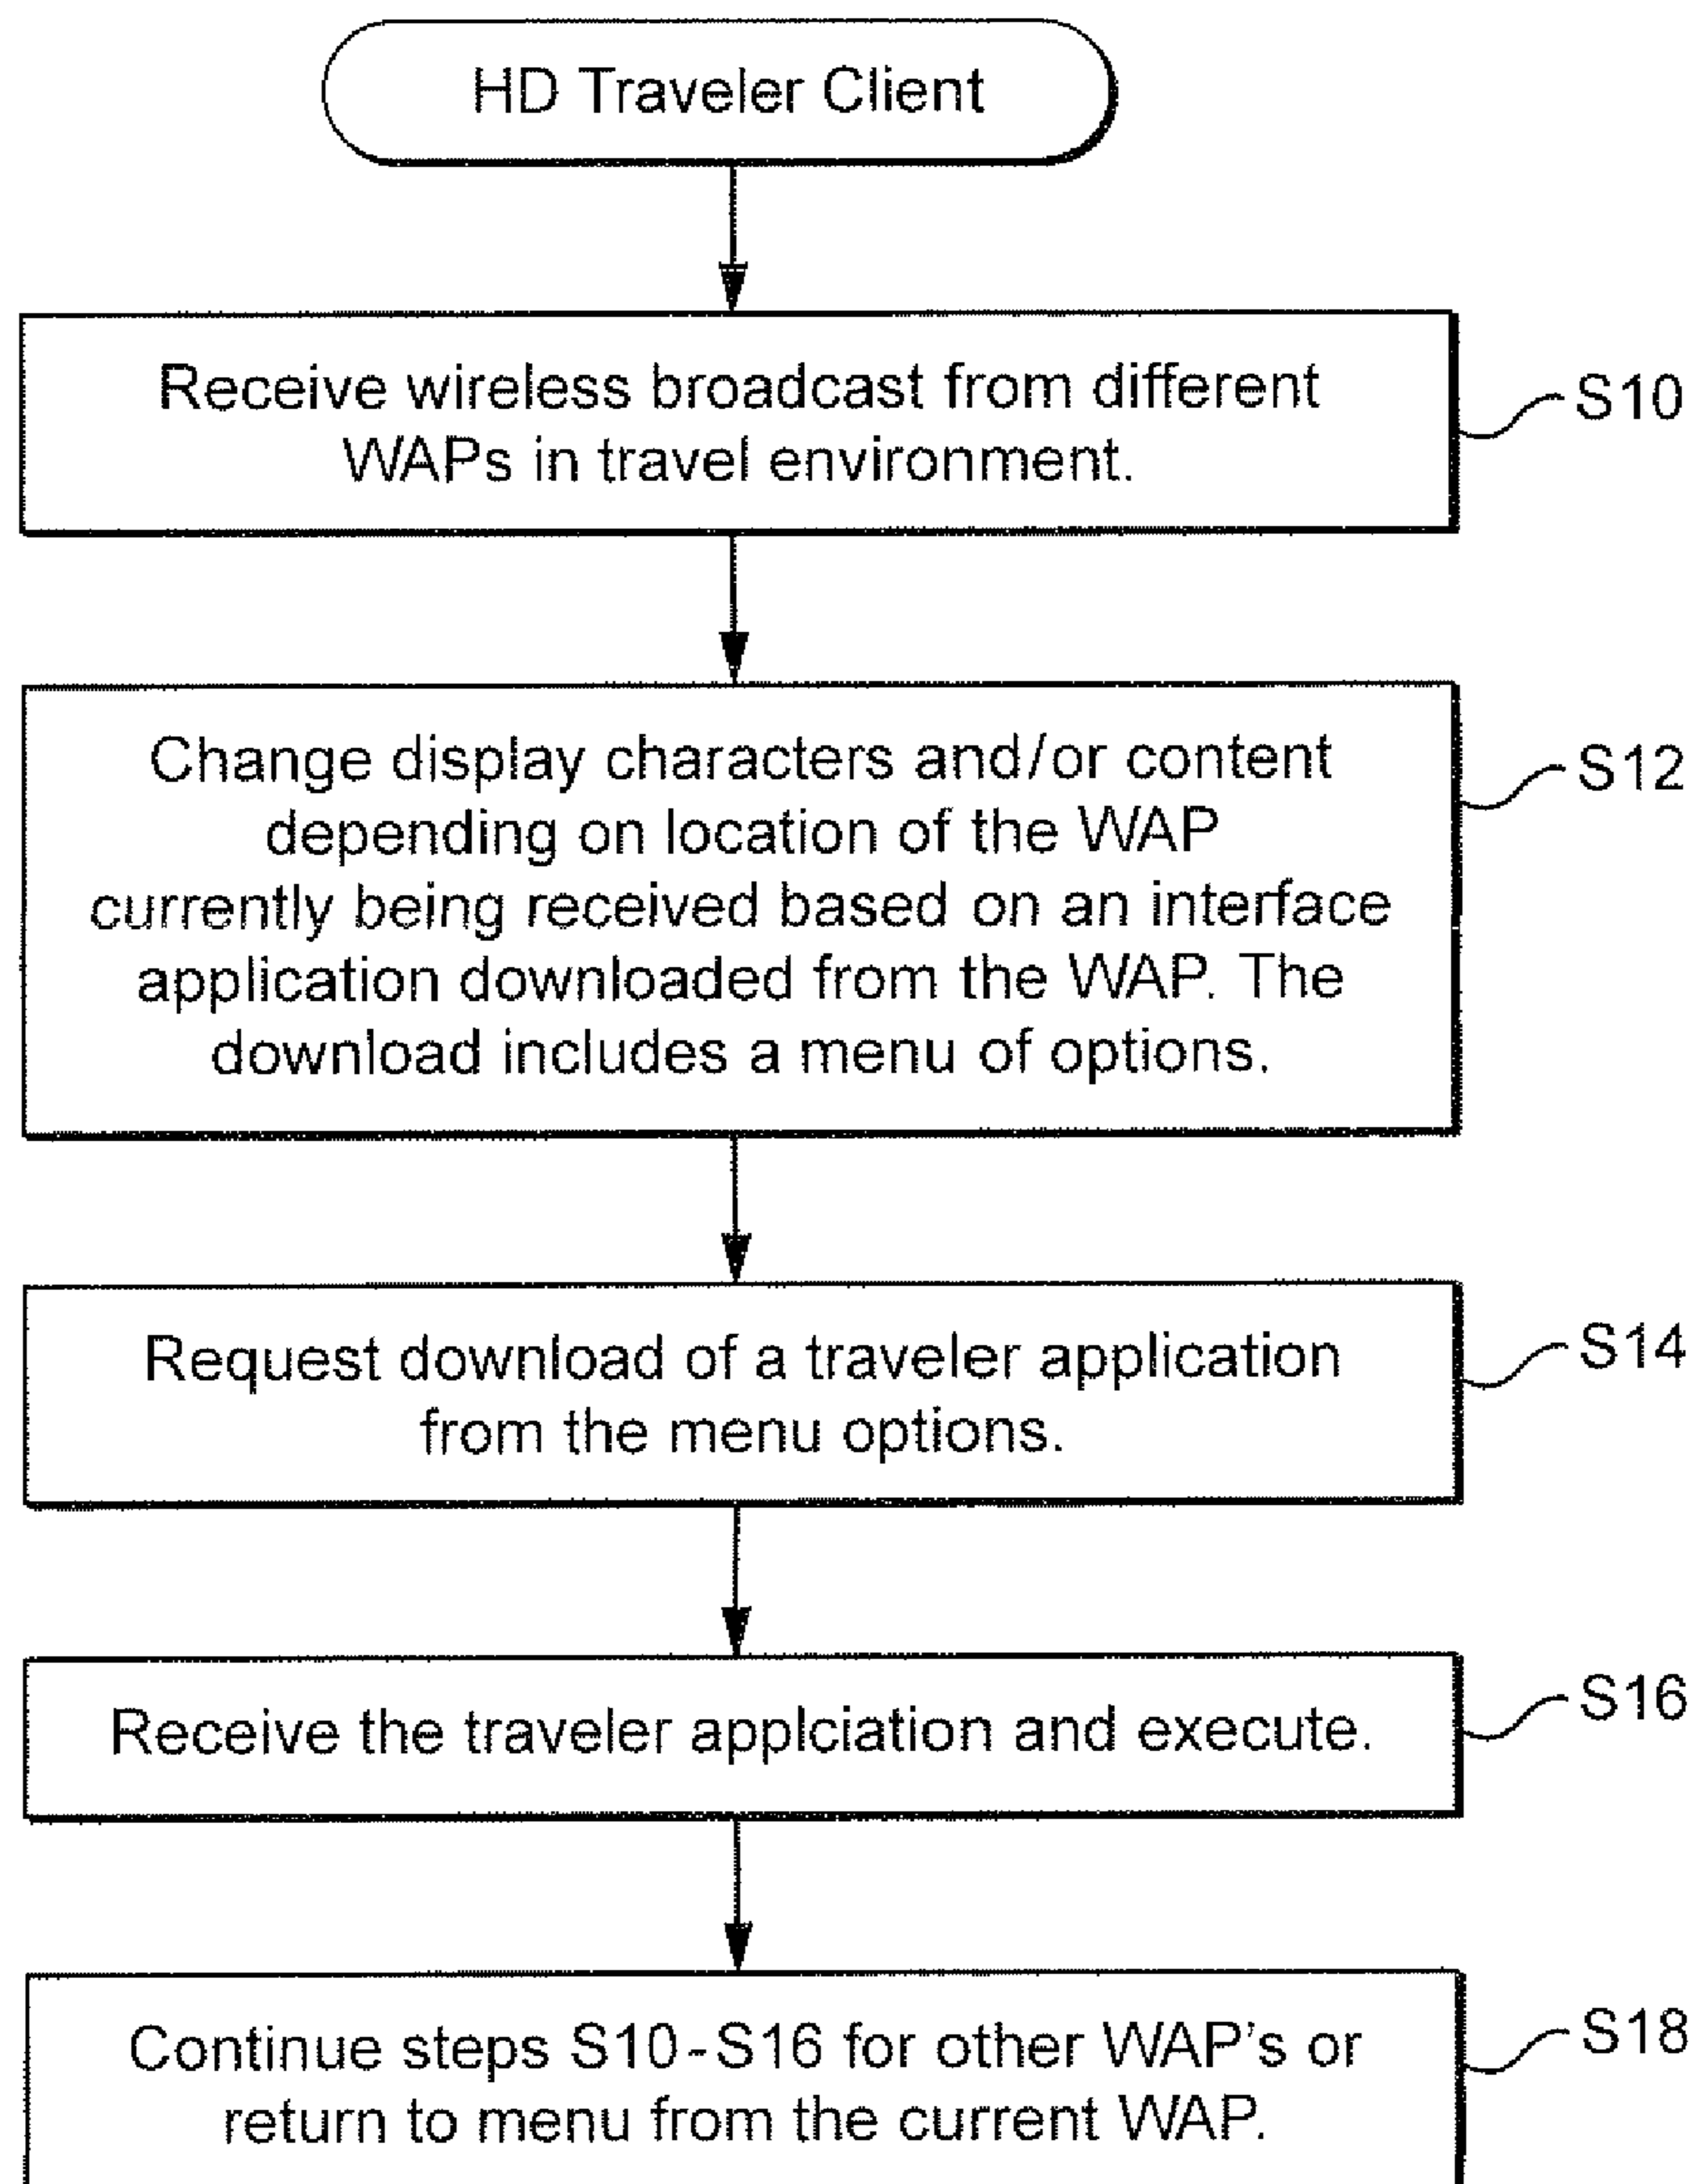 HD Traveler Client
Receive wireless broadcast from different
WAPs in travel environment.
S10
Change display characters and/or content
depending on location of the WAP
currently being received based on an interface
application downloaded from the WAP. The
download includes a menu of options.
S12
Request download of a traveler application
from the menu options.
S14
Receive the traveler applciation and execute.
S16
Continue steps S10-S16 for other WAP's or
return to menu from the current WAP.
S18